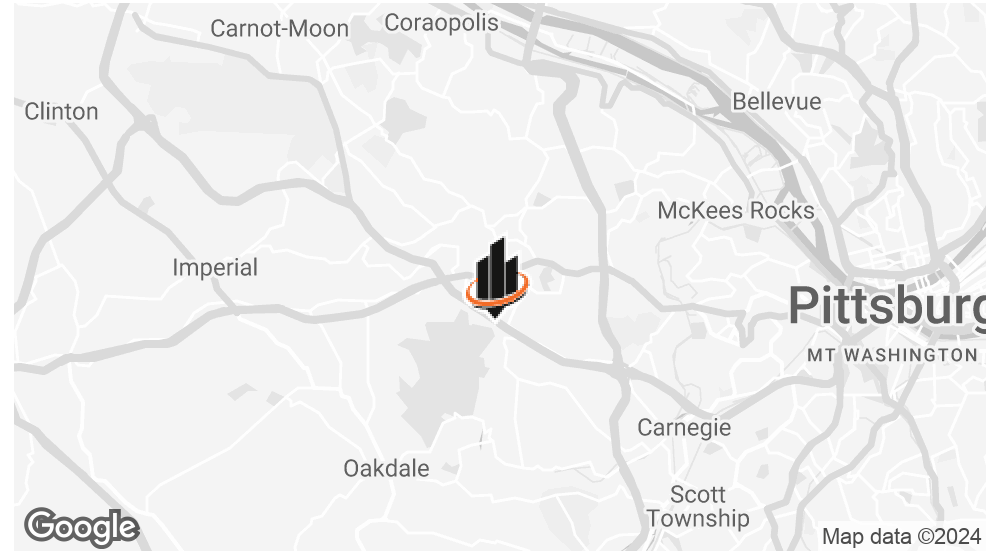 Carnot-Moon
Coraopolis
Clinton
Bellevue
McKees Rocks
Imperial
Pittsburg
MT WASHINGTON
Carnegie
Oakdale
Scott
Township
Google
Map data ©2024